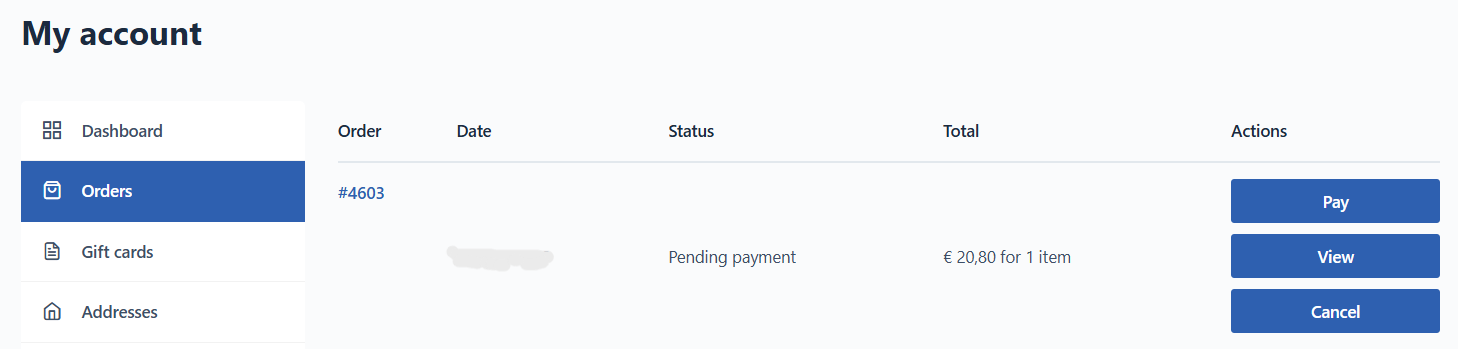 My account
Dashboard
Orders
Gift cards
Addresses
Order Date Status Total Actions
#4603
Pending payment € 20,80 for 1 item
Pay
View
Cancel